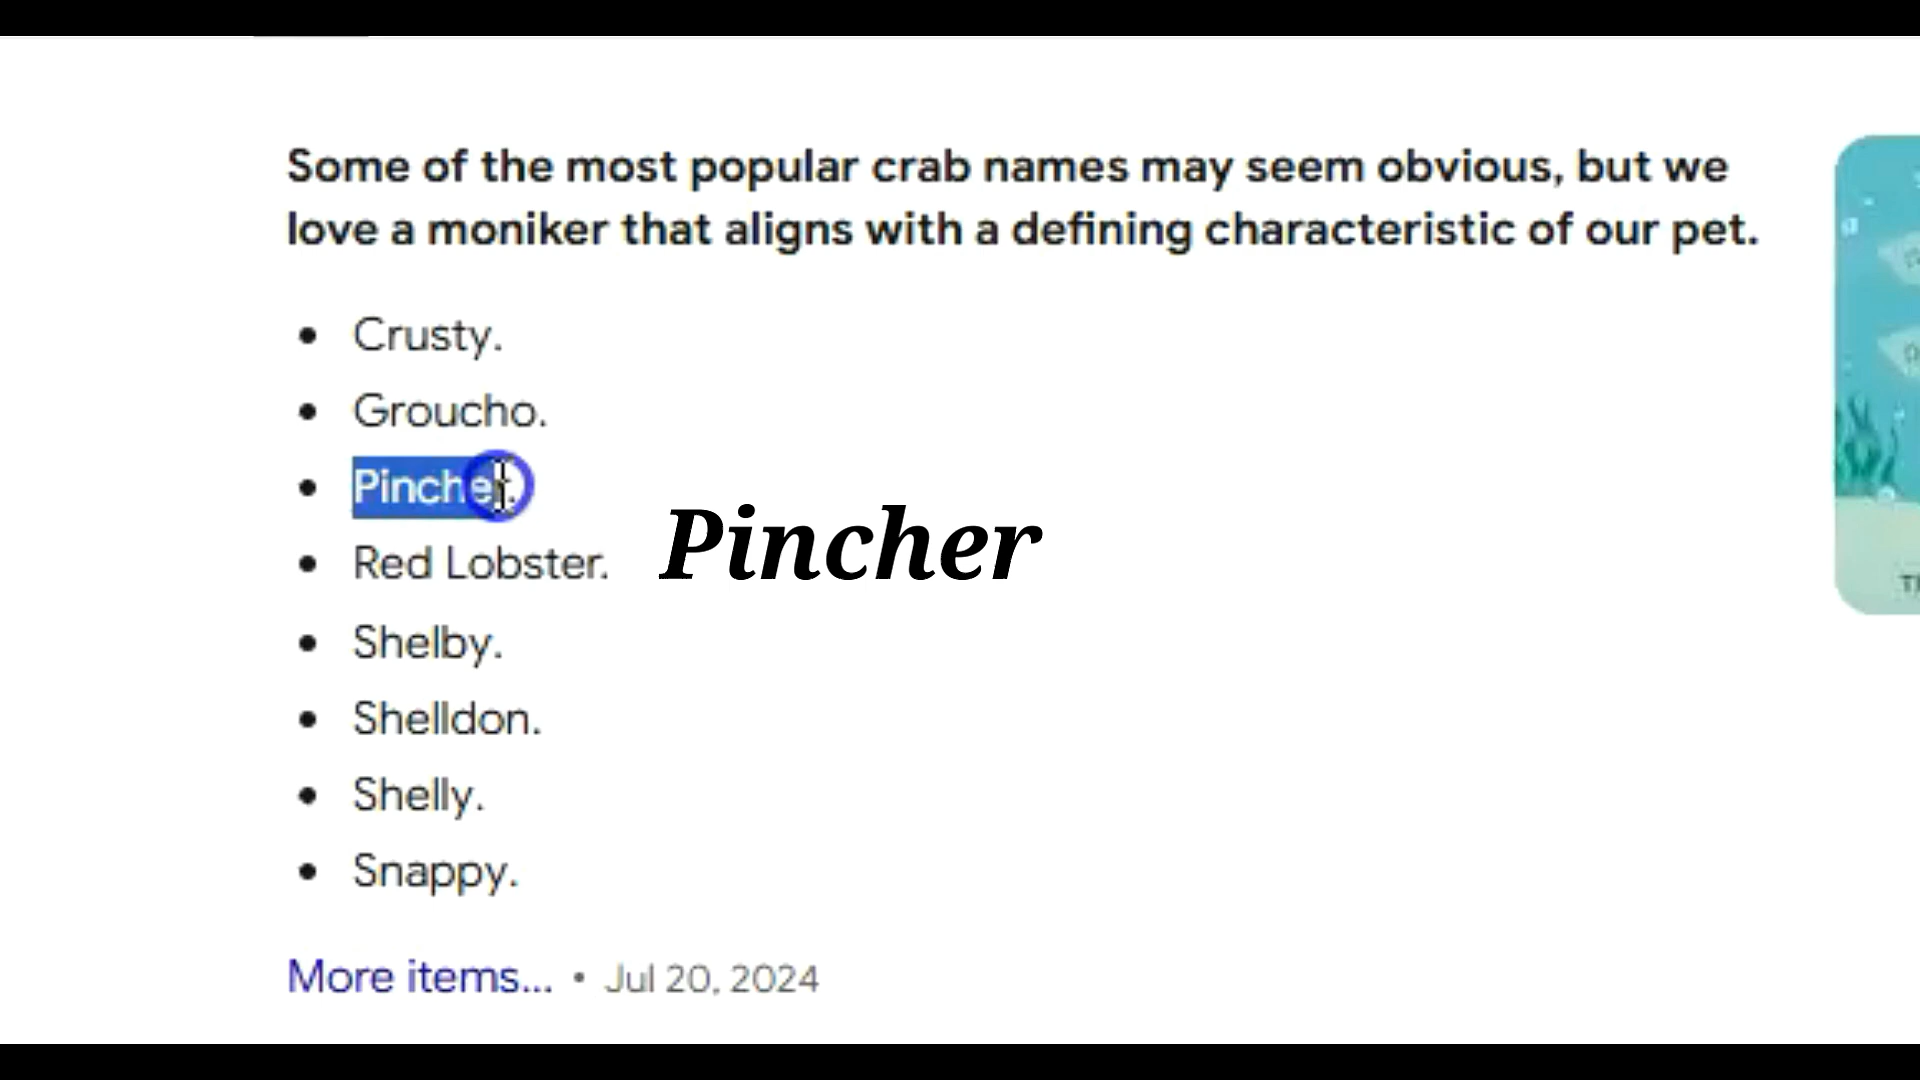 Some of the most popular crab names may seem obvious, but we
love a moniker that aligns with a defining characteristic of our pet.
• Crusty.
• Groucho.
• Pincher.
• Red Lobster.
Pincher
• Shelby.
• Shelldon.
• Shelly.
• Snappy.
More items... • Jul 20, 2024